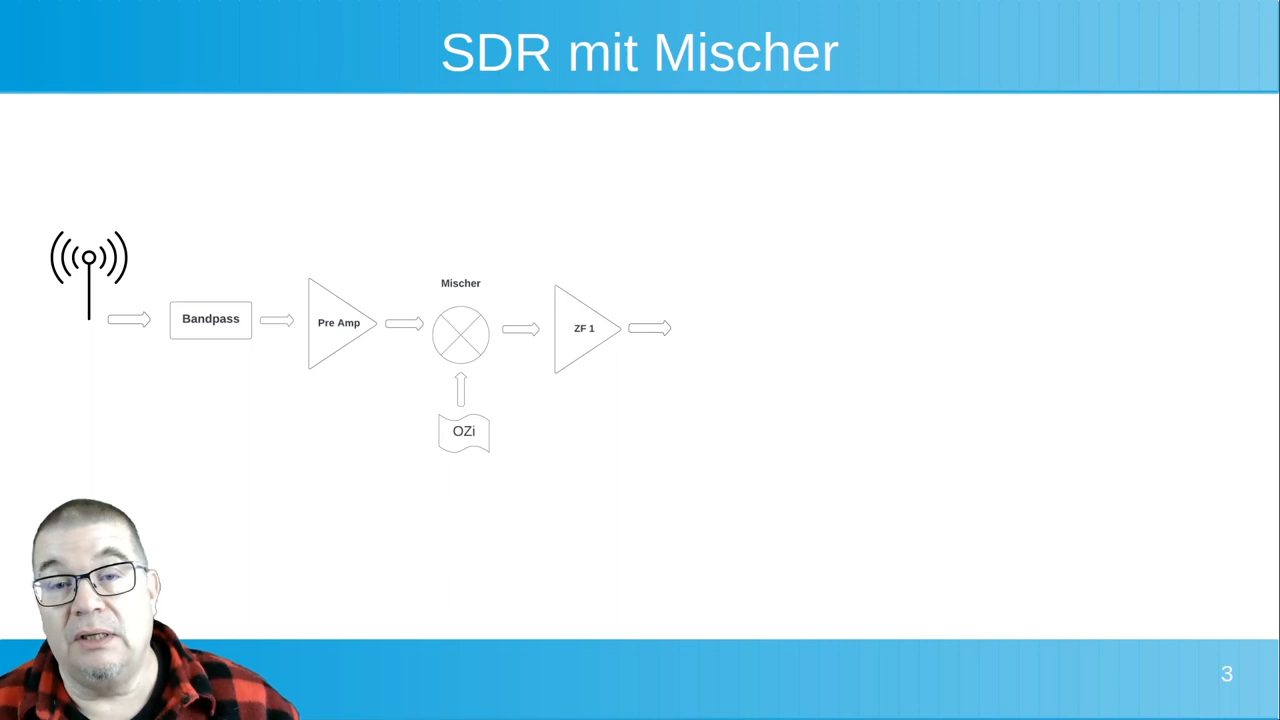 SDR mit Mischer
Mischer
Bandpass
Pre Amp
ZF 1
OZi
3